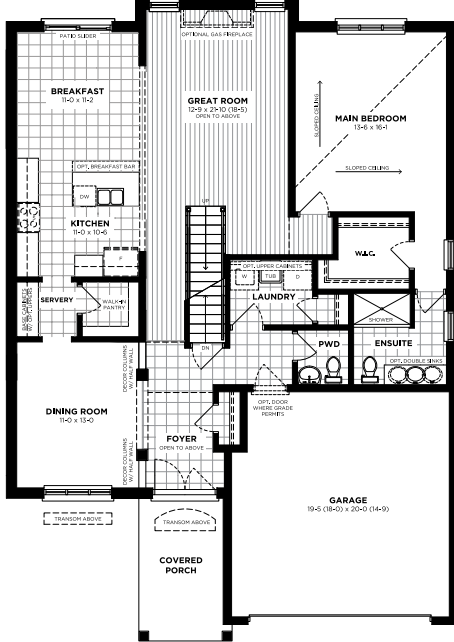 PATIO SLIDER
OPTIONAL GAS FIREPLACE
BREAKFAST
11-0 x 11-2
GREAT ROOM
12-9 x 21-10 (18-5)
OPEN TO ABOVE
MAIN BEDROOM
13-6 x 16-1
SLOPED CEILING
SLOPED CEILING
OPT. BREAKFAST BAR
DW
UP
KITCHEN
11-0 x 10-6
F
W.I.C.
OPT. UPPER CABINETS
W
TUB
D
LAUNDRY
BASE CABINET
W/ OPT. UPPERS
SERVERY
WALK-IN
PANTRY
SHOWER
DN
PWD
ENSUITE
OPT. DOUBLE SINKS
DECOR COLUMNS
W/ HALF WALL
DINING ROOM
11-0 x 13-0
OPT. DOOR
WHERE GRADE
PERMITS
FOYER
OPEN TO ABOVE
DECOR COLUMNS
W/ HALF WALL
GARAGE
19-5 (18-0) x 20-0 (14-9)
TRANSOM ABOVE
TRANSOM ABOVE
COVERED
PORCH